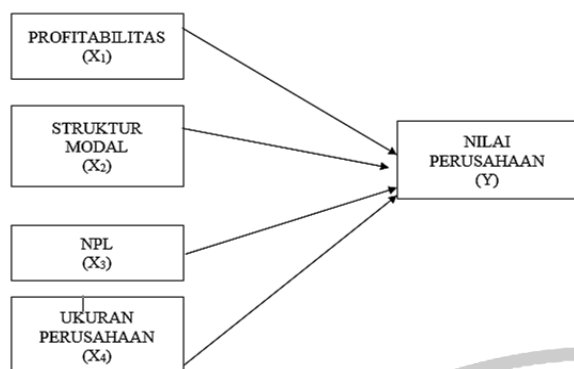 PROFITABILITAS
(X1)
STRUKTUR
MODAL
(X2)
NPL
(X3)
UKURAN
PERUSAHAAN
(X4)
NILAI
PERUSAHAAN
(Y)